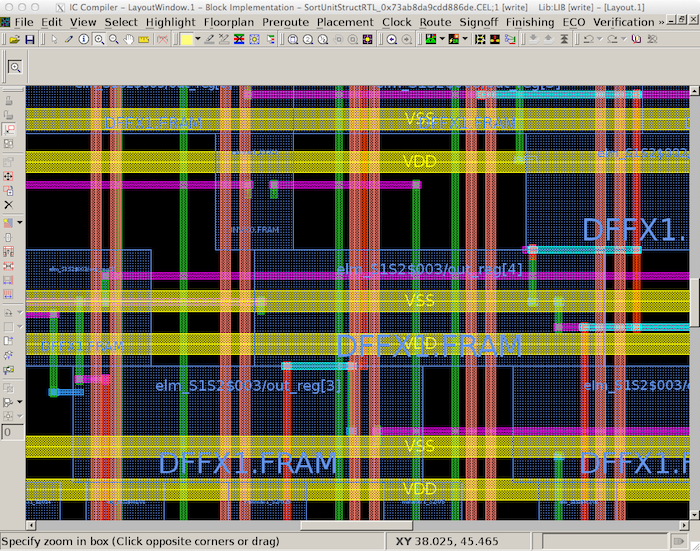 IC Compiler - LayoutWindow.1 - Block Implementation - SortUnitStructRTL_0x73ab8da9cdd886de.CEL;1 [write]    Lib:LIB [write] - [Layout.1]
File Edit View Select Highlight Floorplan Preroute Placement Clock Route Signoff Finishing ECO Verification »
VSS
DFFX1.FRAM
DFFX1.FRAM
VDD
DFFX1.
elm_S1S2$003/out_reg[4]
VSS
DFFX1.FRAM
VDD
DFFX1.FRAM
elm_S1S2$003/out_reg[3]
elm_S1S2$003/
VSS
DFFX1.FRAM
DFFX1.F
VDD
0
Specify zoom in box (Click opposite corners or drag)
XY 38.025, 45.465